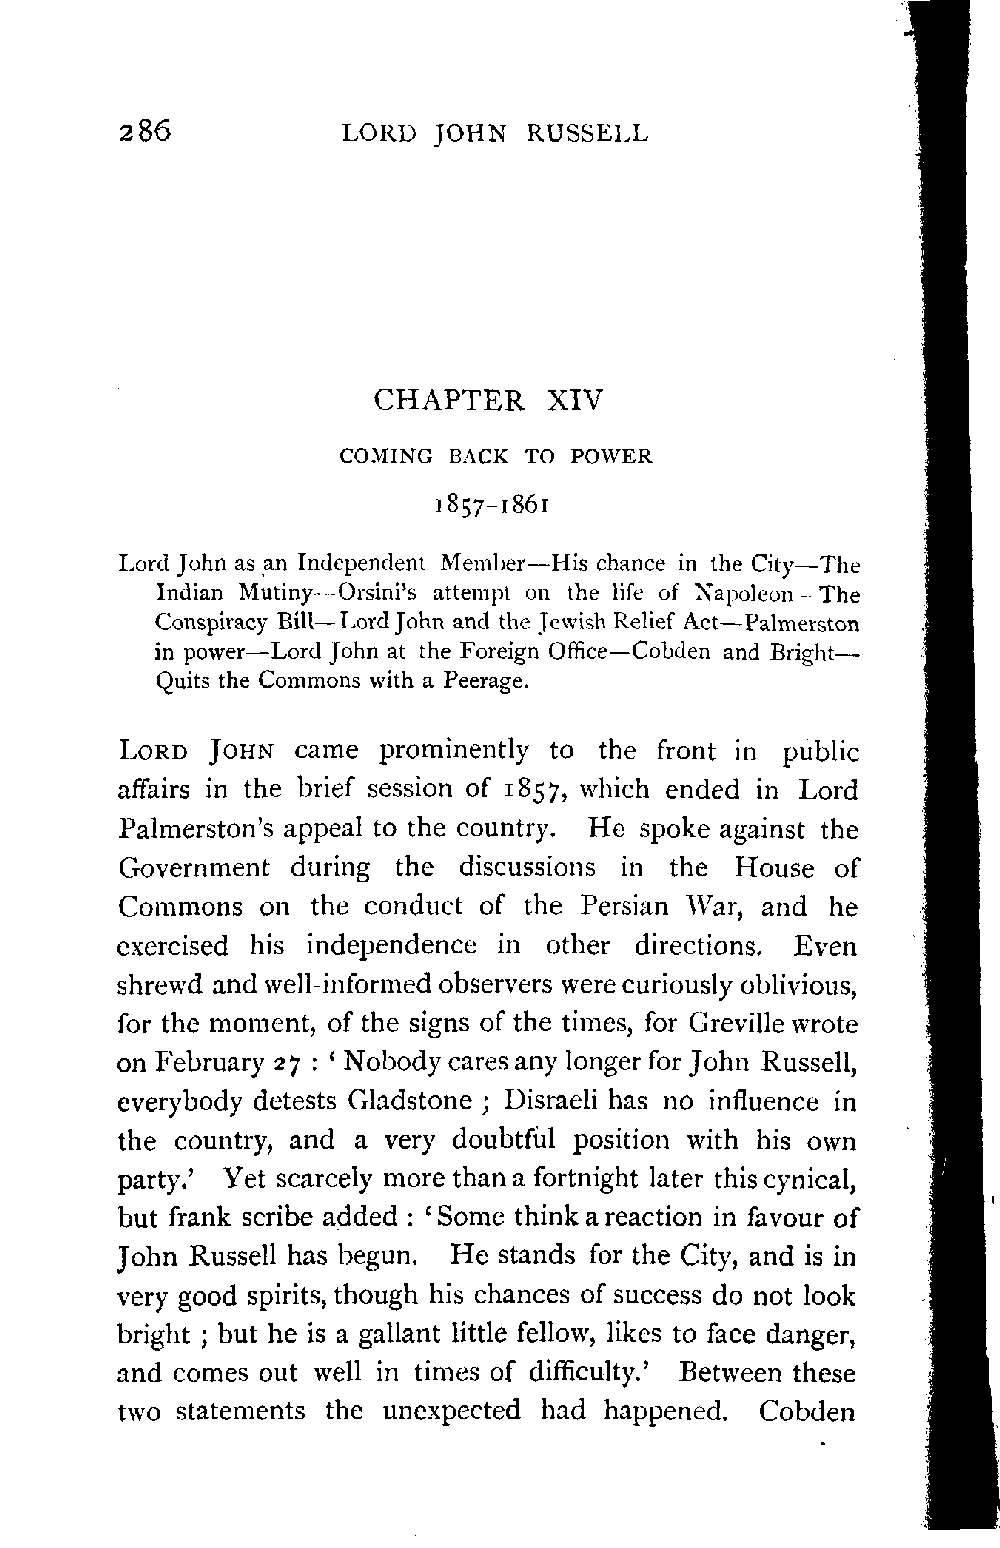 286 LORD JOHN RUSSELL
CHAPTER XIV
COMING BACK TO POWER
1857–1861
Lord John as an Independent Member—His chance in the City—The
Indian Mutiny—Orsini's attempt on the life of Napoleon—The
Conspiracy Bill—Lord John and the Jewish Relief Act—Palmerston
in power—Lord John at the Foreign Office—Cobden and Bright—
Quits the Commons with a Peerage.
LORD JOHN came prominently to the front in public
affairs in the brief session of 1857, which ended in Lord
Palmerston's appeal to the country. He spoke against the
Government during the discussions in the House of
Commons on the conduct of the Persian War, and he
exercised his independence in other directions. Even
shrewd and well-informed observers were curiously oblivious,
for the moment, of the signs of the times, for Greville wrote
on February 27 : ‘ Nobody cares any longer for John Russell,
everybody detests Gladstone ; Disraeli has no influence in
the country, and a very doubtful position with his own
party.’ Yet scarcely more than a fortnight later this cynical,
but frank scribe added : ‘ Some think a reaction in favour of
John Russell has begun. He stands for the City, and is in
very good spirits, though his chances of success do not look
bright ; but he is a gallant little fellow, likes to face danger,
and comes out well in times of difficulty.’ Between these
two statements the unexpected had happened. Cobden